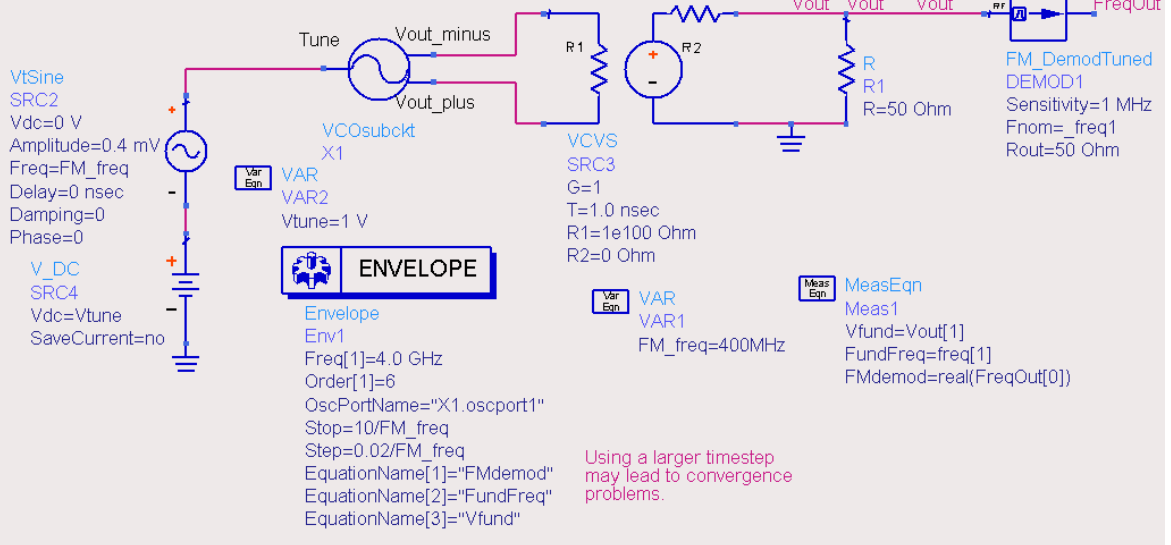 Vout Vout Vout
FreqOut
RF
Tune
Vout_minus
Vout_plus
R1
R2
VtSine
SRC2
Vdc=0 V
Amplitude=0.4 mV
Freq=FM_freq
Delay=0 nsec
Damping=0
Phase=0
VCOsubckt
X1
R
R1
R=50 Ohm
FM_DemodTuned
DEMOD1
Sensitivity=1 MHz
Fnom=_freq1
Rout=50 Ohm
VCVS
SRC3
G=1
T=1.0 nsec
R1=1e100 Ohm
R2=0 Ohm
Var
Eqn
VAR
VAR2
Vtune=1 V
V_DC
SRC4
Vdc=Vtune
SaveCurrent=no
ENVELOPE
Envelope
Env1
Freq[1]=4.0 GHz
Order[1]=6
OscPortName="X1.oscport1"
Stop=10/FM_freq
Step=0.02/FM_freq
EquationName[1]="FMdemod"
EquationName[2]="FundFreq"
EquationName[3]="Vfund"
Var
Eqn
VAR
VAR1
FM_freq=400MHz
Meas
Eqn
MeasEqn
Meas1
Vfund=Vout[1]
FundFreq=freq[1]
FMdemod=real(FreqOut[0])
Using a larger timestep
may lead to convergence
problems.